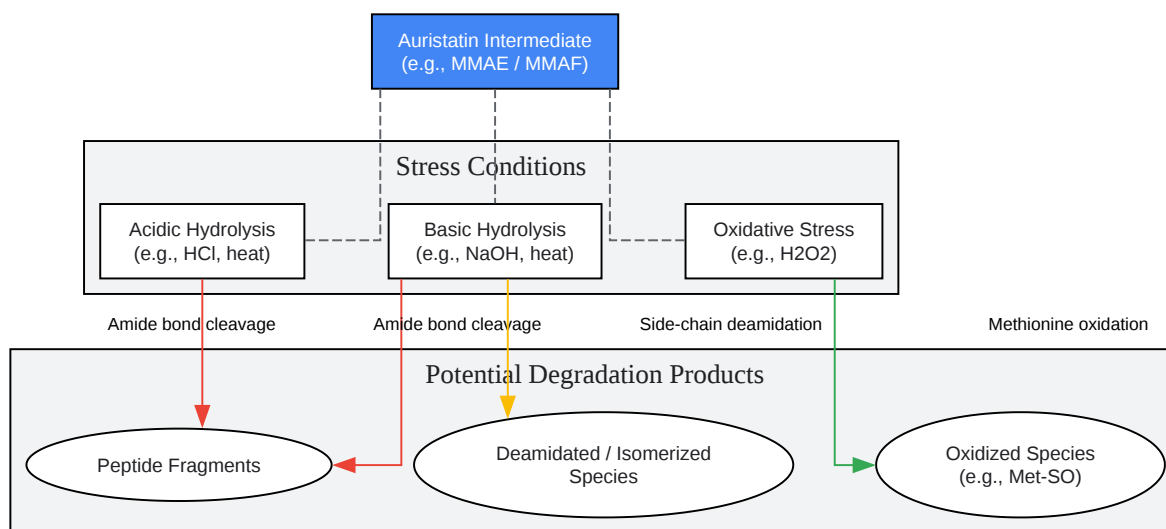 Auristatin Intermediate
(e.g., MMAE / MMAF)
Stress Conditions
Acidic Hydrolysis
(e.g., HCl, heat)
Basic Hydrolysis
(e.g., NaOH, heat)
Oxidative Stress
(e.g., H2O2)
Amide bond cleavage
Amide bond cleavage
Side-chain deamidation
Methionine oxidation
Potential Degradation Products
Peptide Fragments
Deamidated / Isomerized
Species
Oxidized Species
(e.g., Met-SO)